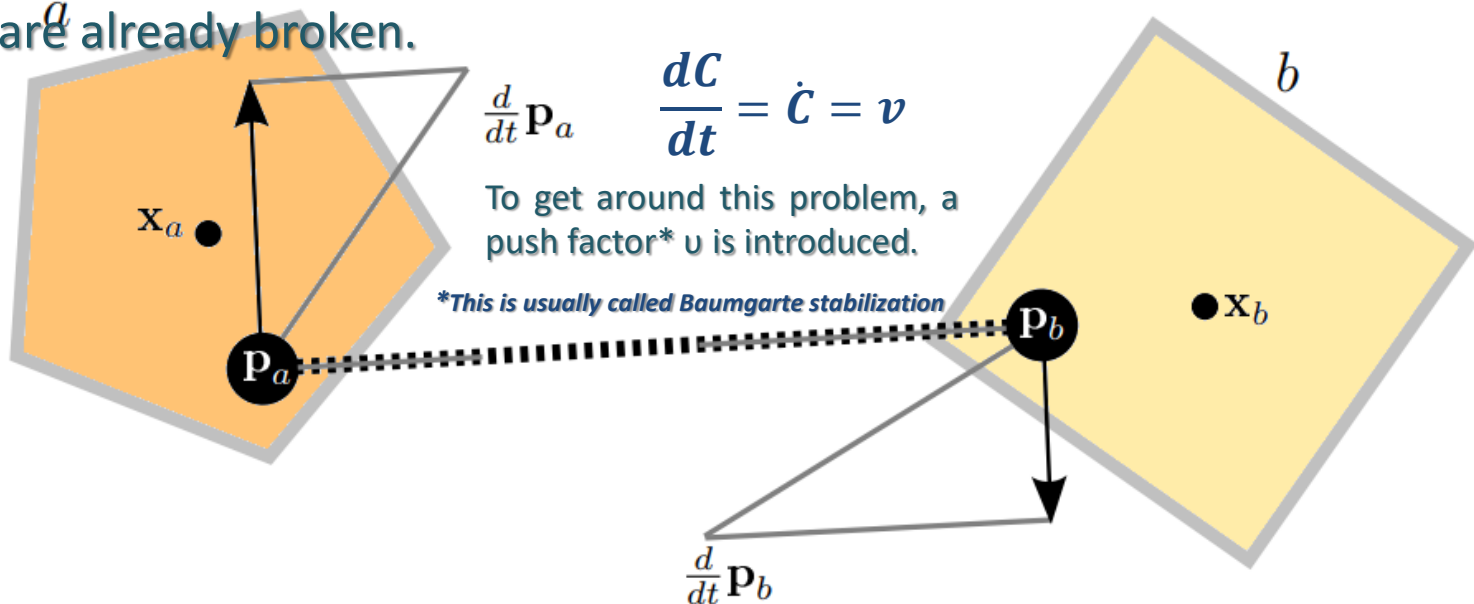 a
are already broken.
d/dt p_a
dC/dt = Ċ = v
b
To get around this problem, a
push factor* υ is introduced.
x_a
*This is usually called Baumgarte stabilization
p_a
p_b
x_b
d/dt p_b